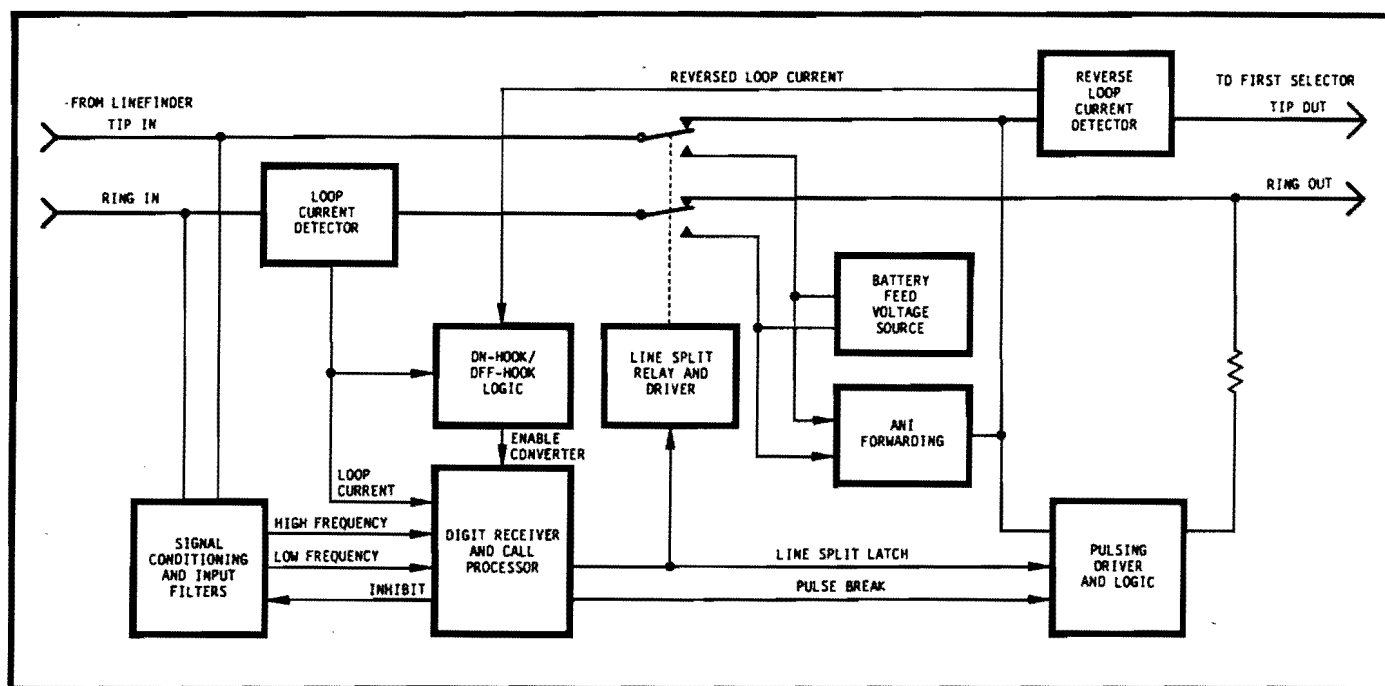 REVERSED LOOP CURRENT
REVERSE
LOOP
CURRENT
DETECTOR
TO FIRST SELECTOR
TIP OUT
-FROM LINEFINDER
TIP IN
RING IN
LOOP
CURRENT
DETECTOR
RING OUT
BATTERY
FEED
VOLTAGE
SOURCE
ON-HOOK/
OFF-HOOK
LOGIC
LINE SPLIT
RELAY AND
DRIVER
ANI
FORWARDING
ENABLE
CONVERTER
LOOP
CURRENT
HIGH FREQUENCY
LOW FREQUENCY
INHIBIT
SIGNAL
CONDITIONING
AND INPUT
FILTERS
DIGIT RECEIVER
AND CALL
PROCESSOR
LINE SPLIT LATCH
PULSE BREAK
PULSING
DRIVER
AND LOGIC